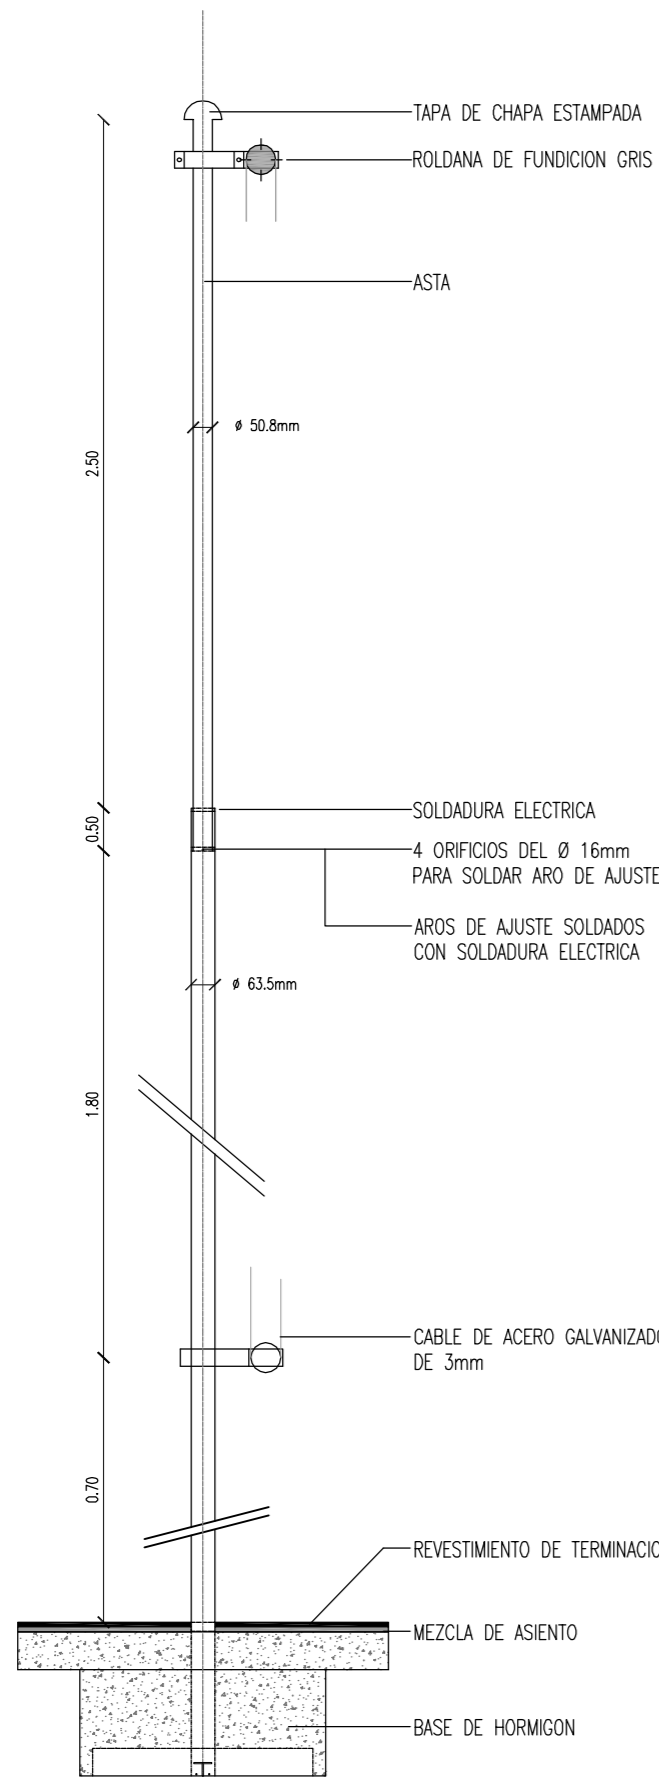 TAPA DE CHAPA ESTAMPADA
ROLDANA DE FUNDICION GRIS
ASTA
ø 50.8mm
2.50
SOLDADURA ELECTRICA
0.50
4 ORIFICIOS DEL Ø 16mm
PARA SOLDAR ARO DE AJUSTE
AROS DE AJUSTE SOLDADOS
CON SOLDADURA ELECTRICA
ø 63.5mm
1.80
CABLE DE ACERO GALVANIZADO
DE 3mm
0.70
REVESTIMIENTO DE TERMINACIO
MEZCLA DE ASIENTO
BASE DE HORMIGON